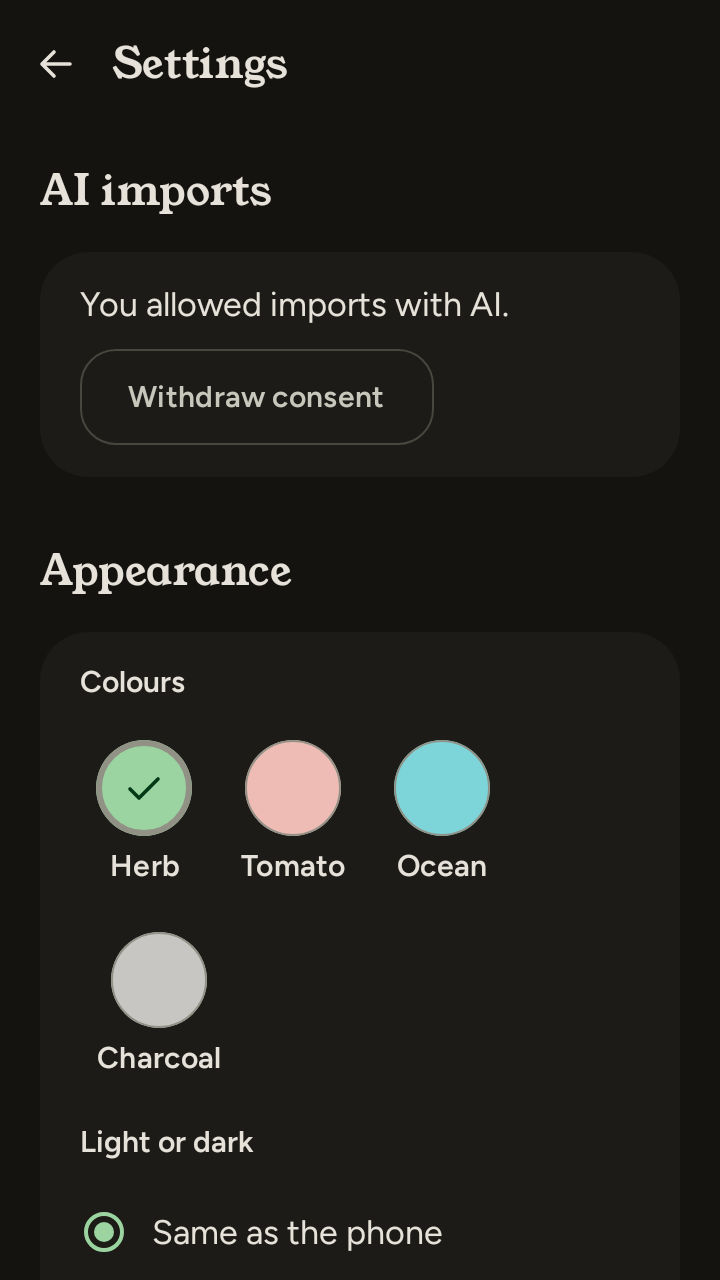 Settings
AI imports
You allowed imports with AI.
Withdraw consent
Appearance
Colours
Herb Tomato Ocean
Charcoal
Light or dark
Same as the phone